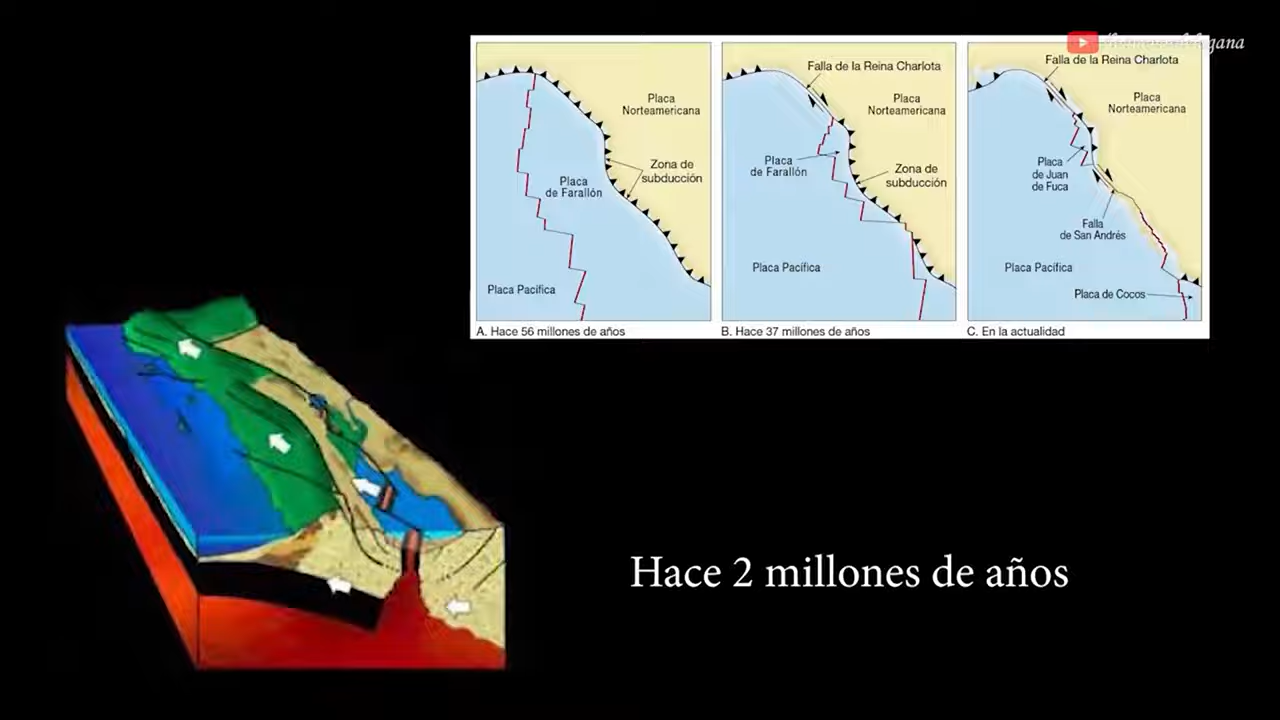 Falla de la Reina Charlota
Placa
Norteamericana
Zona de
subducción
Placa
de Farallón
Placa Pacífica
A. Hace 56 millones de años
Falla de la Reina Charlota
Placa
Norteamericana
Placa
de Farallón
Zona de
subducción
Placa Pacífica
B. Hace 37 millones de años
Placa
Norteamericana
Placa
de Juan
de Fuca
Falla
de San Andrés
Placa Pacífica
Placa de Cocos
C. En la actualidad
Hace 2 millones de años